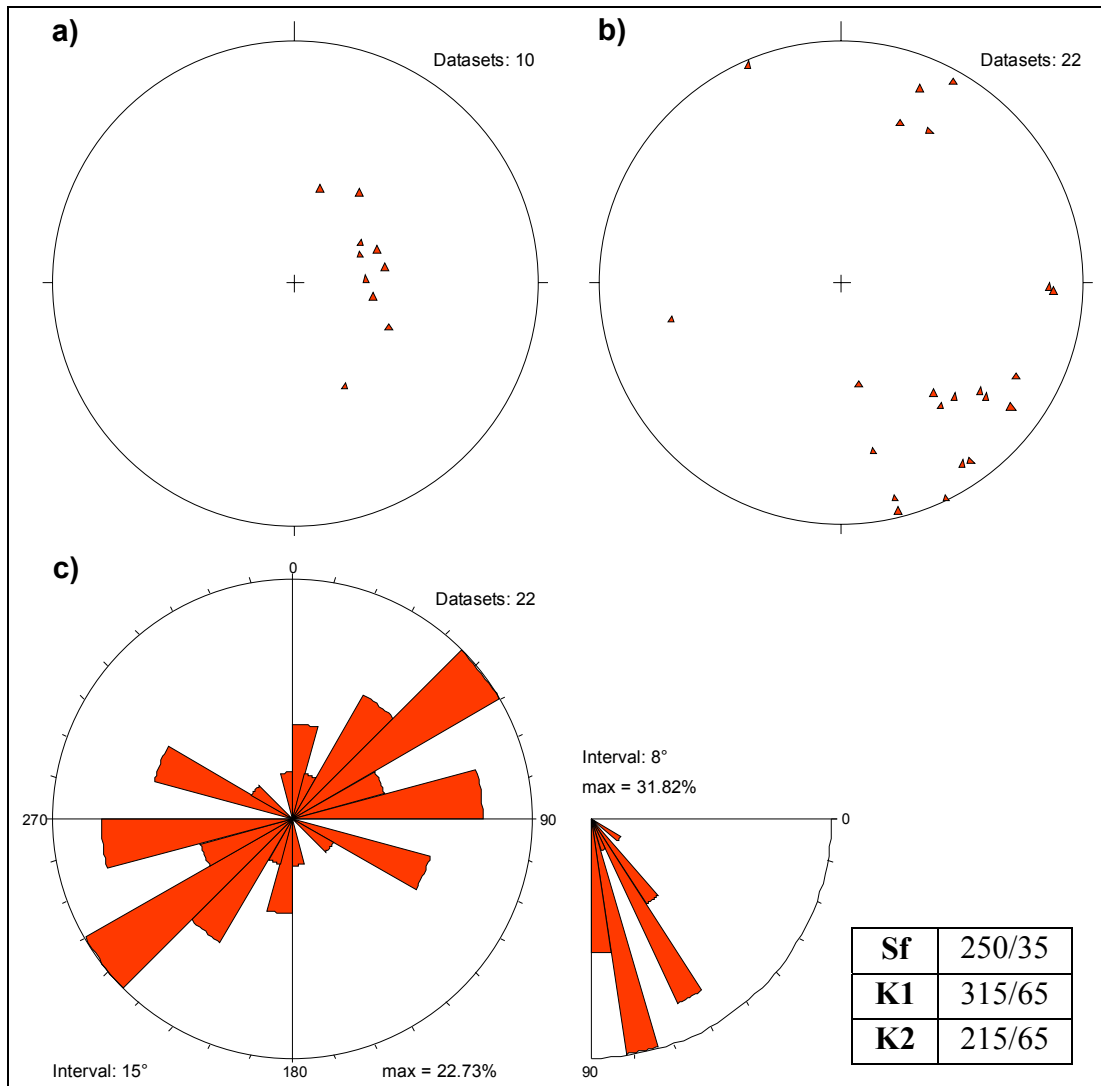 a)
Datasets: 10
b)
Datasets: 22
c)
0
Datasets: 22
270
90
180
Interval: 15°
max = 22.73%
Interval: 8°
max = 31.82%
0
90
Sf 250/35
K1 315/65
K2 215/65